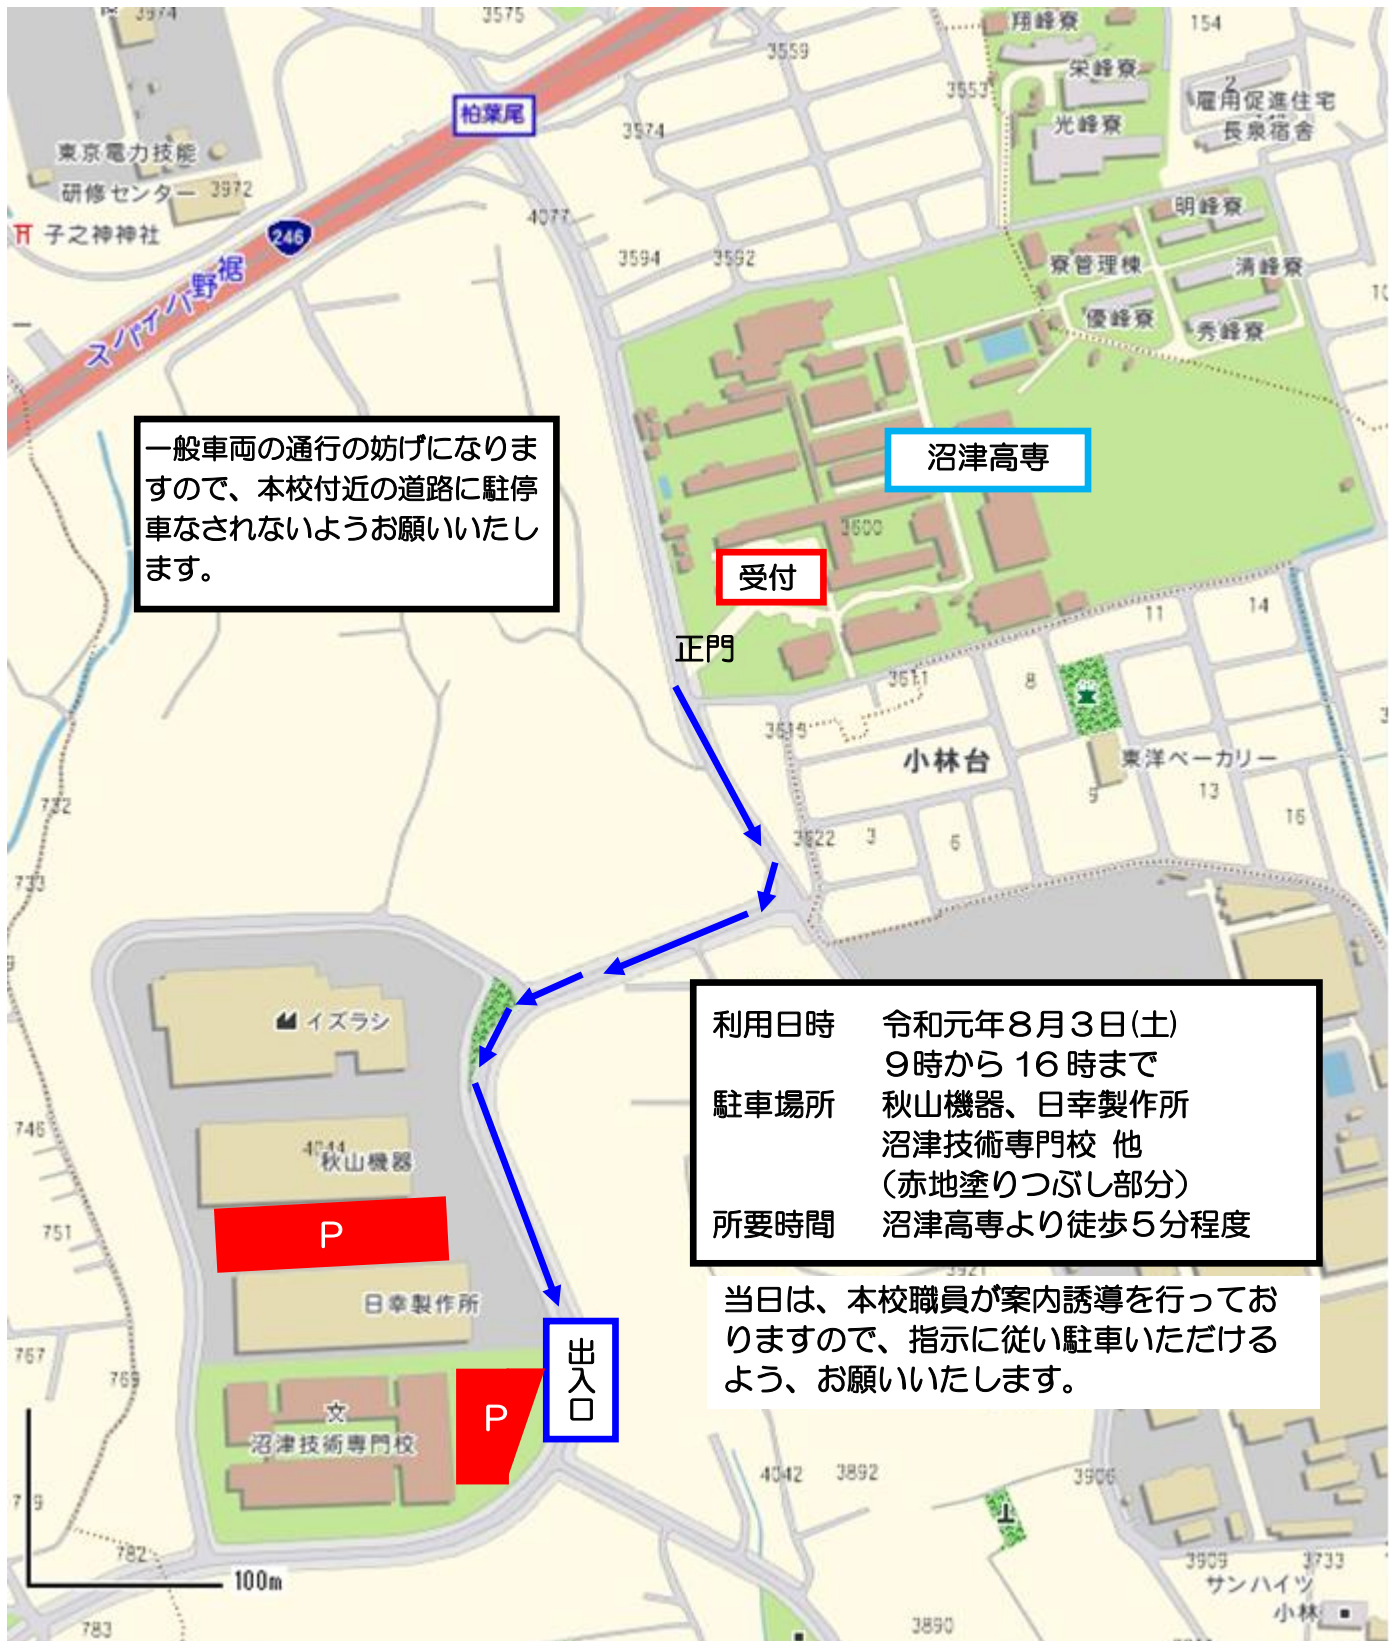 3974
3575
3559
翔峰寮
154
栄峰寮
3553
2
雇用促進住宅
長泉宿舎
光峰寮
柏葉尾
3574
東京電力技能
研修センター
3972
子之神神社
246
4077
明峰寮
3594
3592
寮管理棟
清峰寮
優峰寮
秀峰寮
10
裾野バイパス
一般車両の通行の妨げになりま
すので、本校付近の道路に駐停
車なされないようお願いいたし
ます。
沼津高専
3600
受付
正門
11
14
3611
8
3619
小林台
東洋ベーカリー
9
13
16
732
3622
3
6
733
イズラシ
利用日時 令和元年8月3日(土)
9時から16時まで
駐車場所 秋山機器、日幸製作所
沼津技術専門校 他
(赤地塗りつぶし部分)
所要時間 沼津高専より徒歩5分程度
746
4044
秋山機器
751
P
3921
当日は、本校職員が案内誘導を行ってお
りますので、指示に従い駐車いただける
よう、お願いいたします。
日幸製作所
出入口
767
769
P
文
沼津技術専門校
4042
3892
3906
782
100m
3909
3733
サンハイツ
小林
783
3890